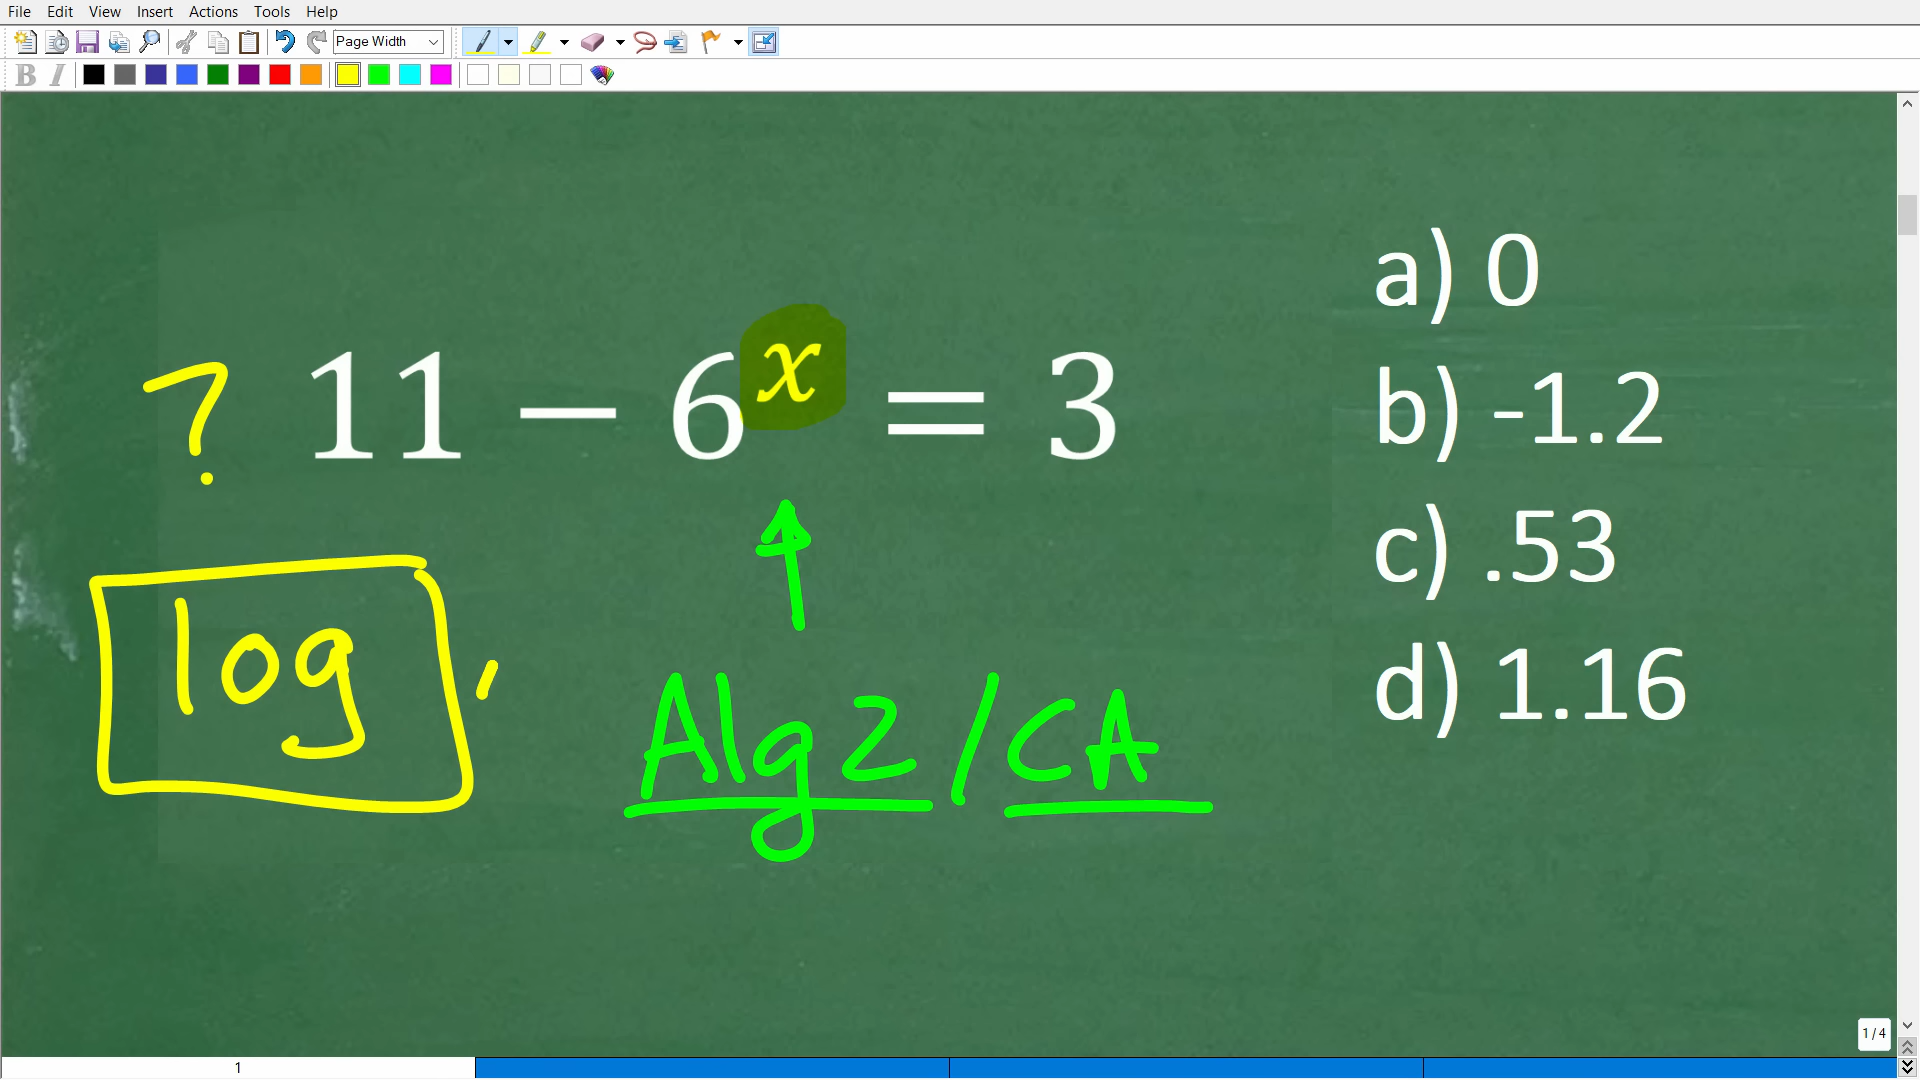 File Edit View Insert Actions Tools Help
Page Width
B I
? 11 − 6^x = 3
a) 0
b) -1.2
c) .53
d) 1.16
log
Alg 2 / CA
1 / 4
1